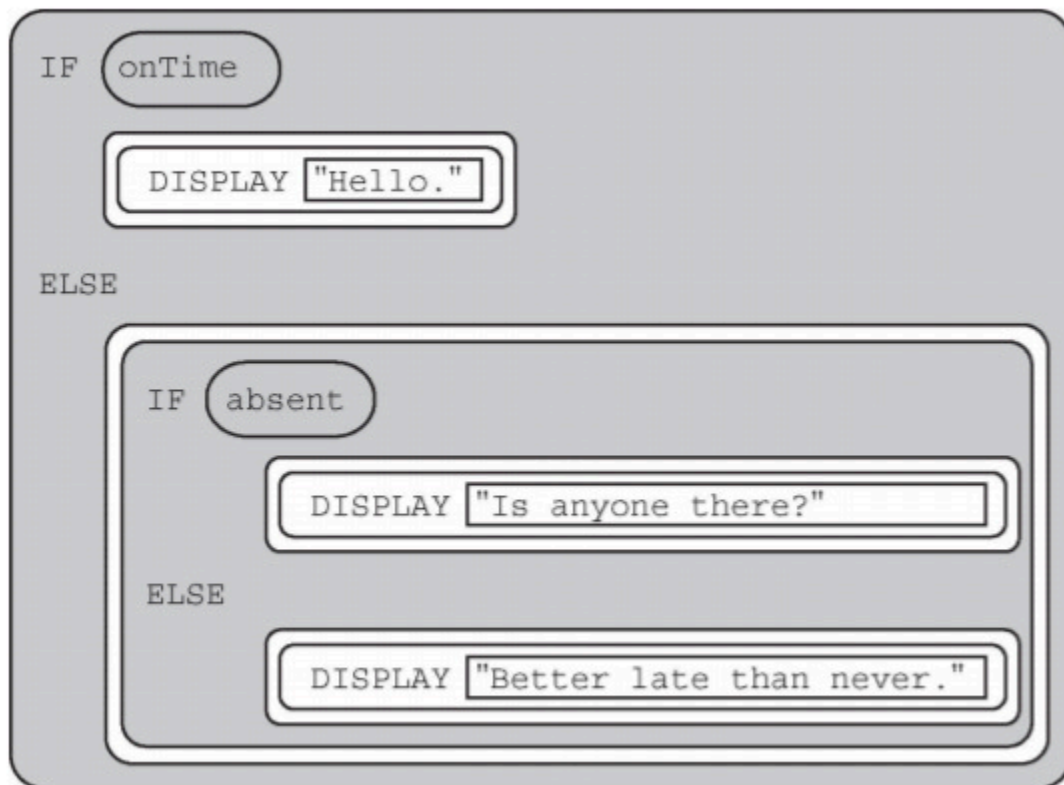 IF onTime
DISPLAY "Hello."
ELSE
IF absent
DISPLAY "Is anyone there?"
ELSE
DISPLAY "Better late than never."